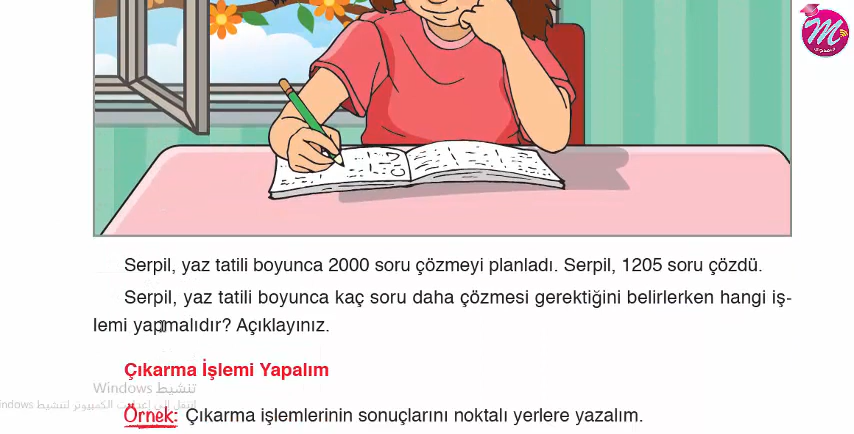 Serpil, yaz tatili boyunca 2000 soru çözmeyi planladı. Serpil, 1205 soru çözdü.
Serpil, yaz tatili boyunca kaç soru daha çözmesi gerektiğini belirlerken hangi iş-
lemi yapmalıdır? Açıklayınız.
Çıkarma İşlemi Yapalım
تنشيط Windows
Örnek: Çıkarma işlemlerinin sonuçlarını noktalı yerlere yazalım.